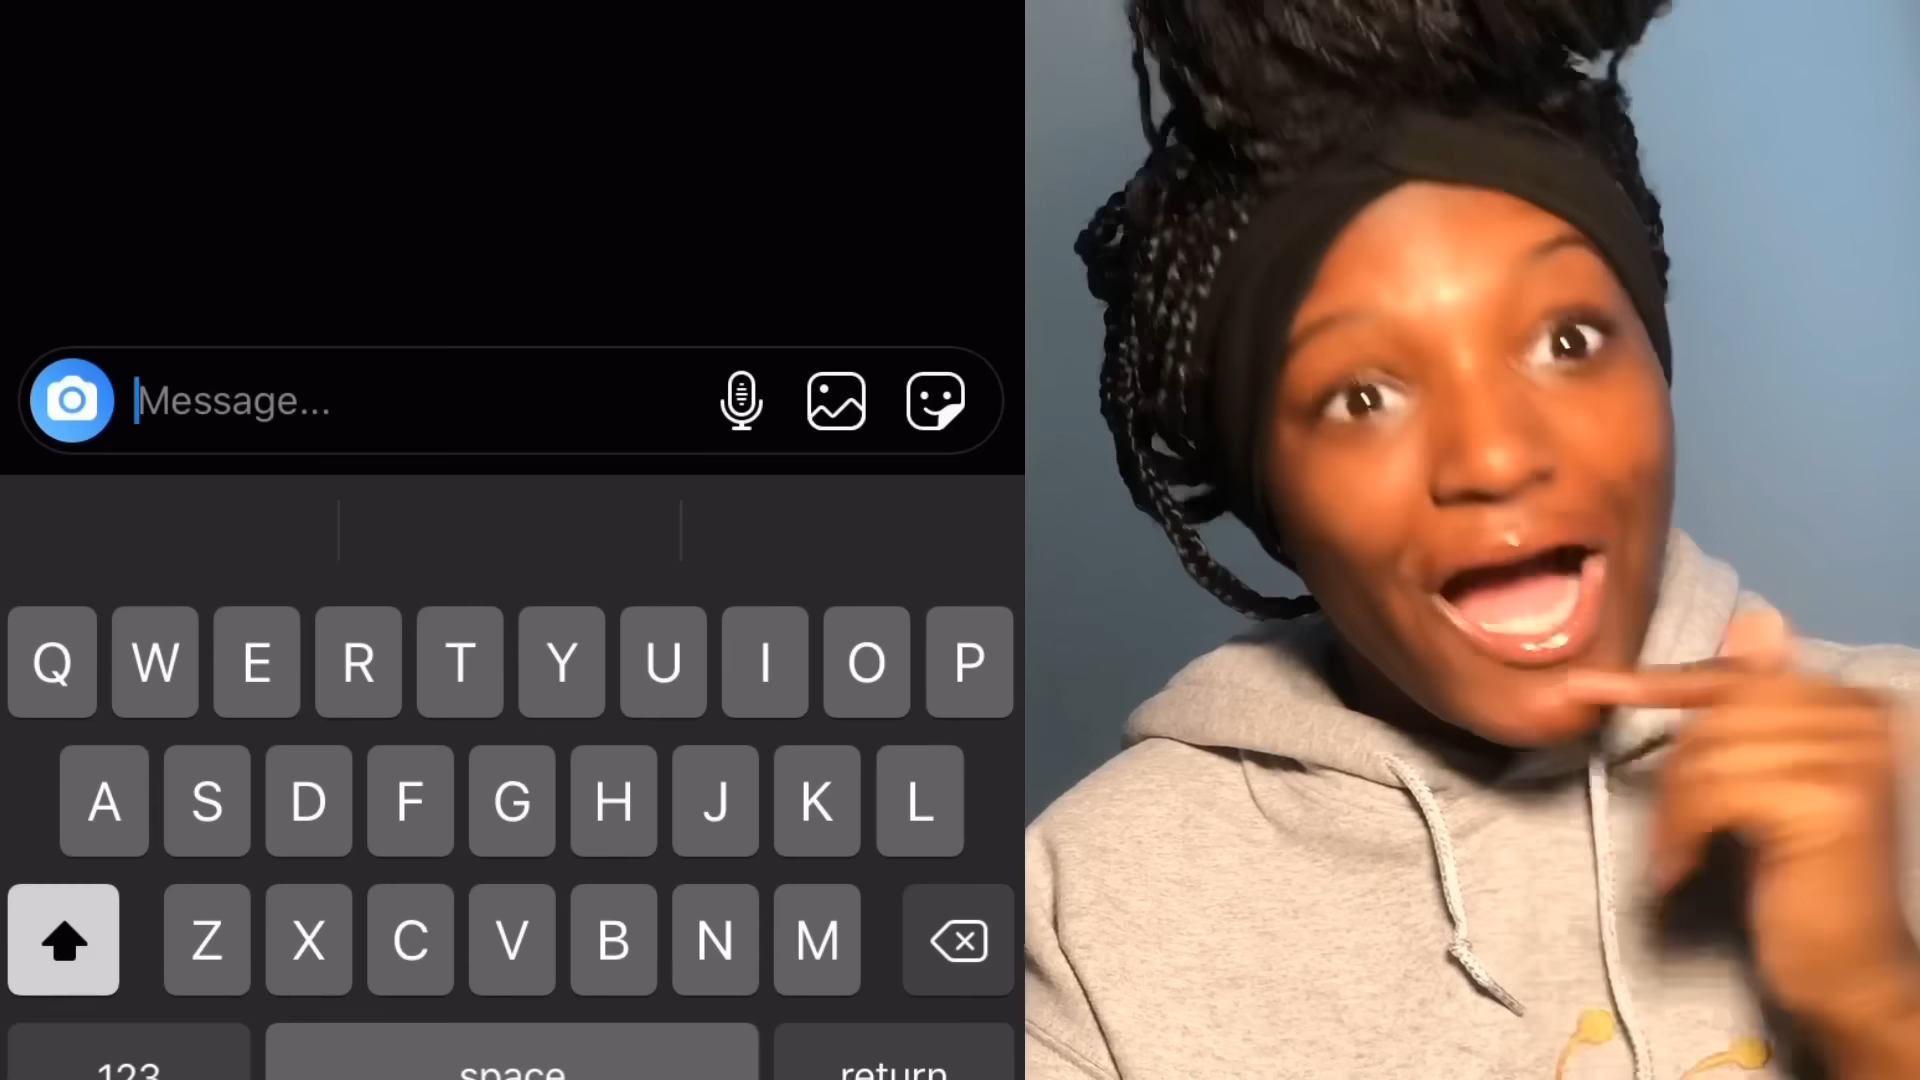 Message...
Q W E R T Y U I O P
A S D F G H J K L
Z X C V B N M
123 space return